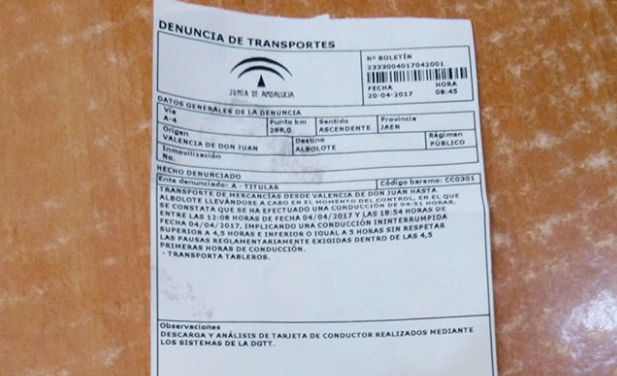 DENUNCIA DE TRANSPORTES
JUNTA DE ANDALUCIA
Nº BOLETÍN
2333004017042001
FECHA HORA
20-04-2017 08:45
DATOS GENERALES DE LA DENUNCIA
Vía Punto km Sentido Provincia
A-4 288,0 ASCENDENTE JAEN
Origen Destino Régimen
VALENCIA DE DON JUAN ALBOLOTE PÚBLICO
Inmovilización
No.
HECHO DENUNCIADO
Ente denunciado: A - TITULAR Código baremo: CC0301
TRANSPORTE DE MERCANCÍAS DESDE VALENCIA DE DON JUAN HASTA
ALBOLOTE LLEVÁNDOSE A CABO EN EL MOMENTO DEL CONTROL, EN EL QUE
SE CONSTATA QUE SE HA EFECTUADO UNA CONDUCCIÓN DE 04:51 HORAS,
ENTRE LAS 12:08 HORAS DE FECHA 04/04/2017 Y LAS 18:54 HORAS DE
FECHA 04/04/2017, IMPLICANDO UNA CONDUCCIÓN ININTERRUMPIDA
SUPERIOR A 4,5 HORAS E INFERIOR O IGUAL A 5 HORAS SIN RESPETAR
LAS PAUSAS REGLAMENTARIAMENTE EXIGIDAS DENTRO DE LAS 4,5
PRIMERAS HORAS DE CONDUCCIÓN.
- TRANSPORTA TABLEROS.
Observaciones
DESCARGA Y ANÁLISIS DE TARJETA DE CONDUCTOR REALIZADOS MEDIANTE
LOS SISTEMAS DE LA DGTT.